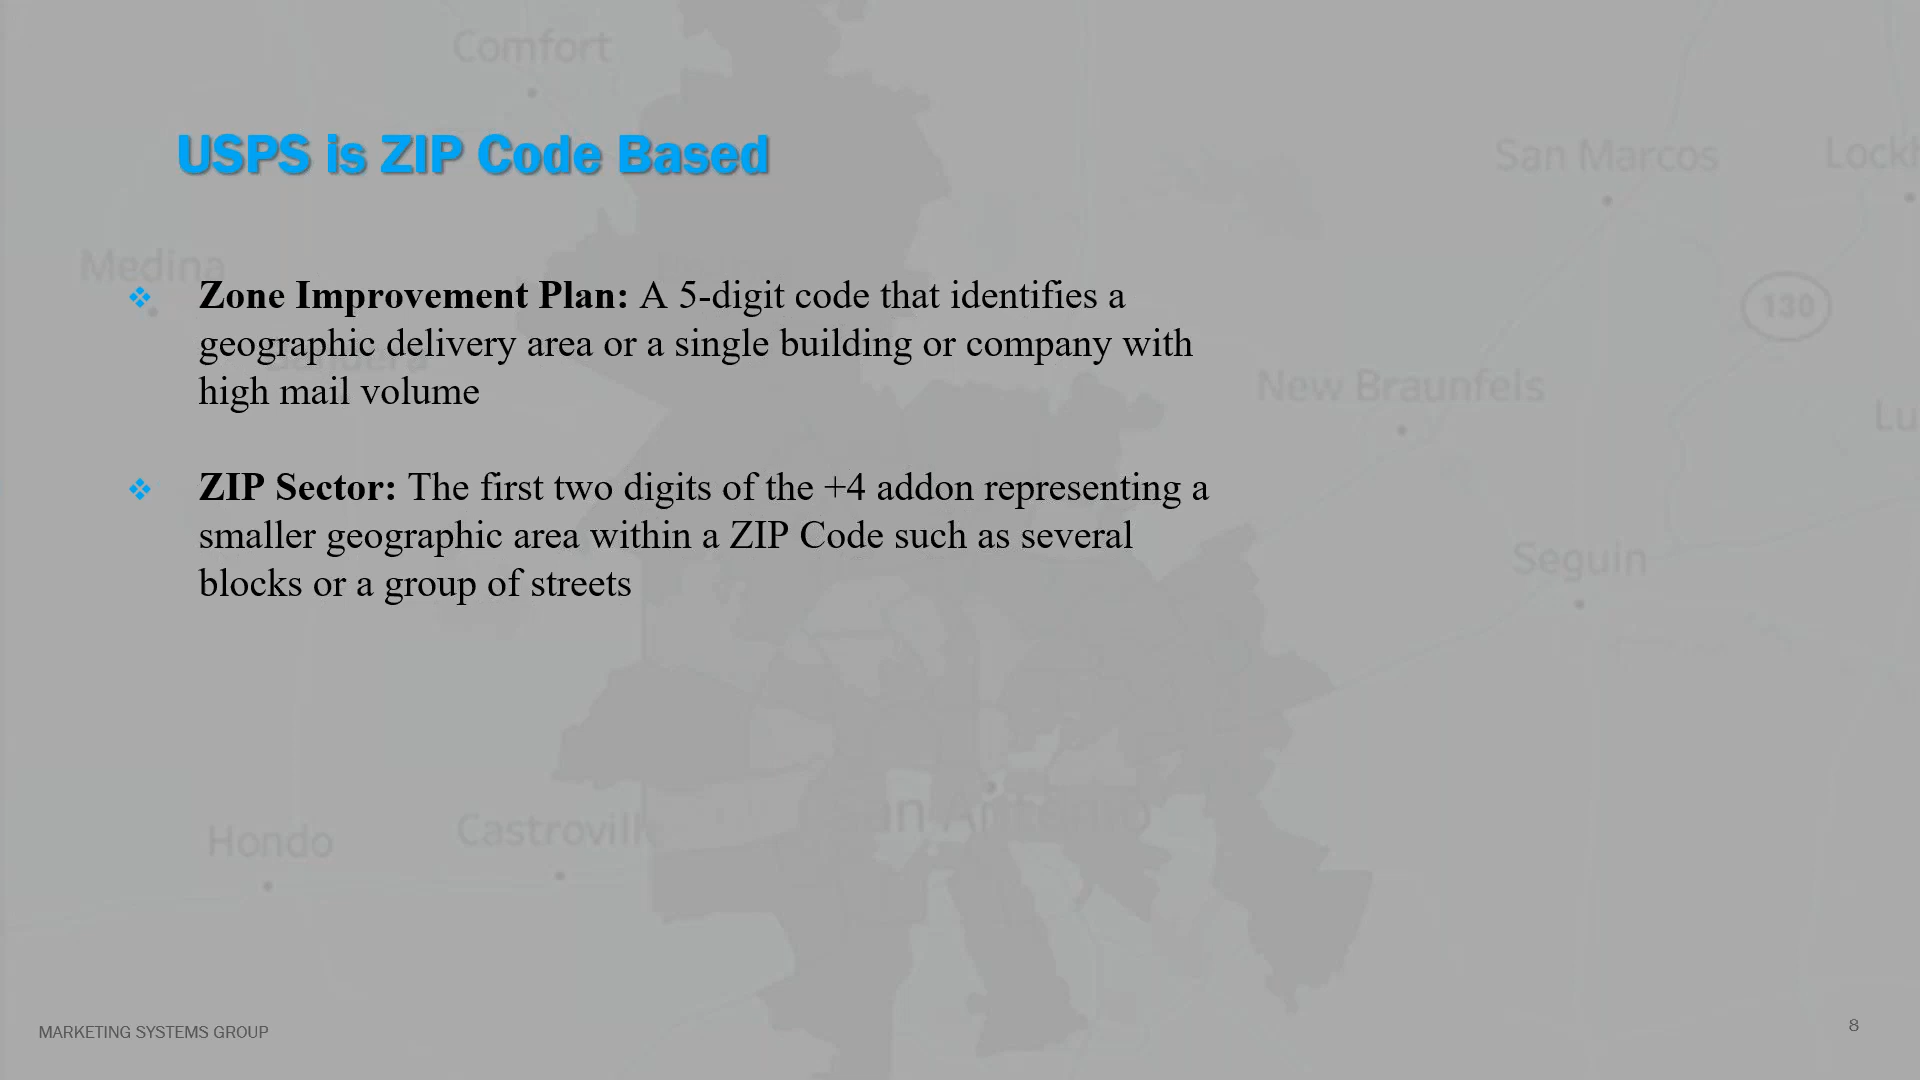 Comfort
USPS is ZIP Code Based
San Marcos
Medina
Zone Improvement Plan: A 5-digit code that identifies a
130
geographic delivery area or a single building or company with
high mail volume
New Braunfels
ZIP Sector: The first two digits of the +4 addon representing a
smaller geographic area within a ZIP Code such as several
Seguin
blocks or a group of streets
San Antonio
Hondo
MARKETING SYSTEMS GROUP
8